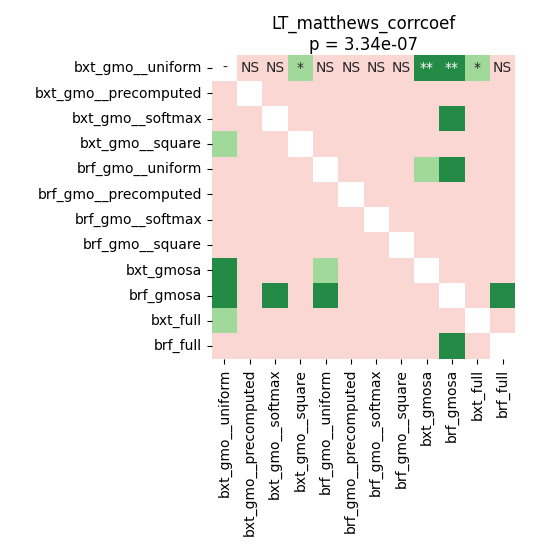 LT_matthews_corrcoef
p = 3.34e-07
bxt_gmo__uniform - NS NS * NS NS NS NS ** ** * NS
bxt_gmo__precomputed
bxt_gmo__softmax
bxt_gmo__square
brf_gmo__uniform
brf_gmo__precomputed
brf_gmo__softmax
brf_gmo__square
bxt_gmosa
brf_gmosa
bxt_full
brf_full
bxt_gmo__uniform
bxt_gmo__precomputed
bxt_gmo__softmax
bxt_gmo__square
brf_gmo__uniform
brf_gmo__precomputed
brf_gmo__softmax
brf_gmo__square
bxt_gmosa
brf_gmosa
bxt_full
brf_full